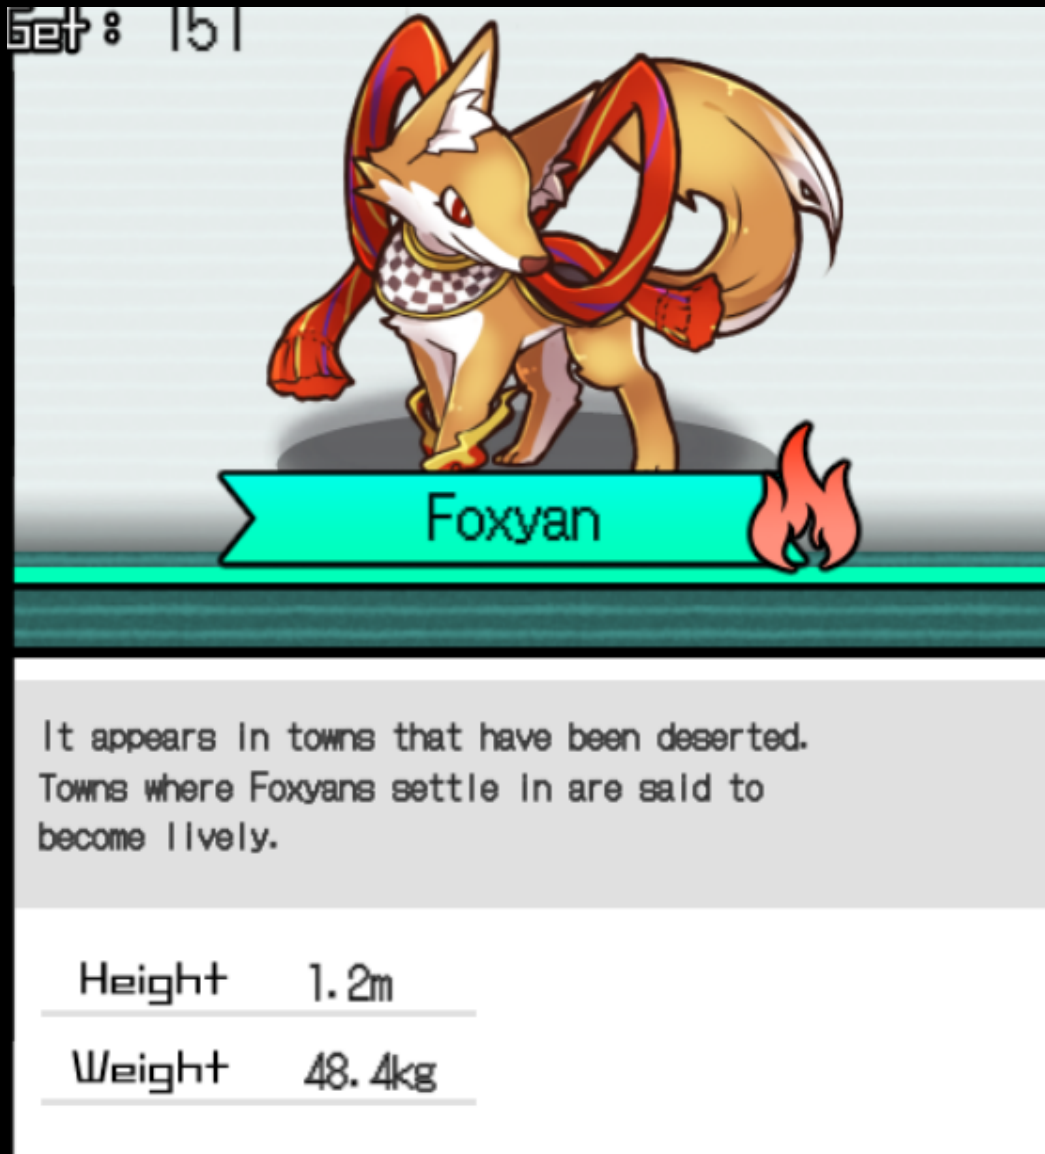 Get: 151
Foxyan
It appears in towns that have been deserted.
Towns where Foxyans settle in are said to
become lively.
Height 1.2m
Weight 48.4kg